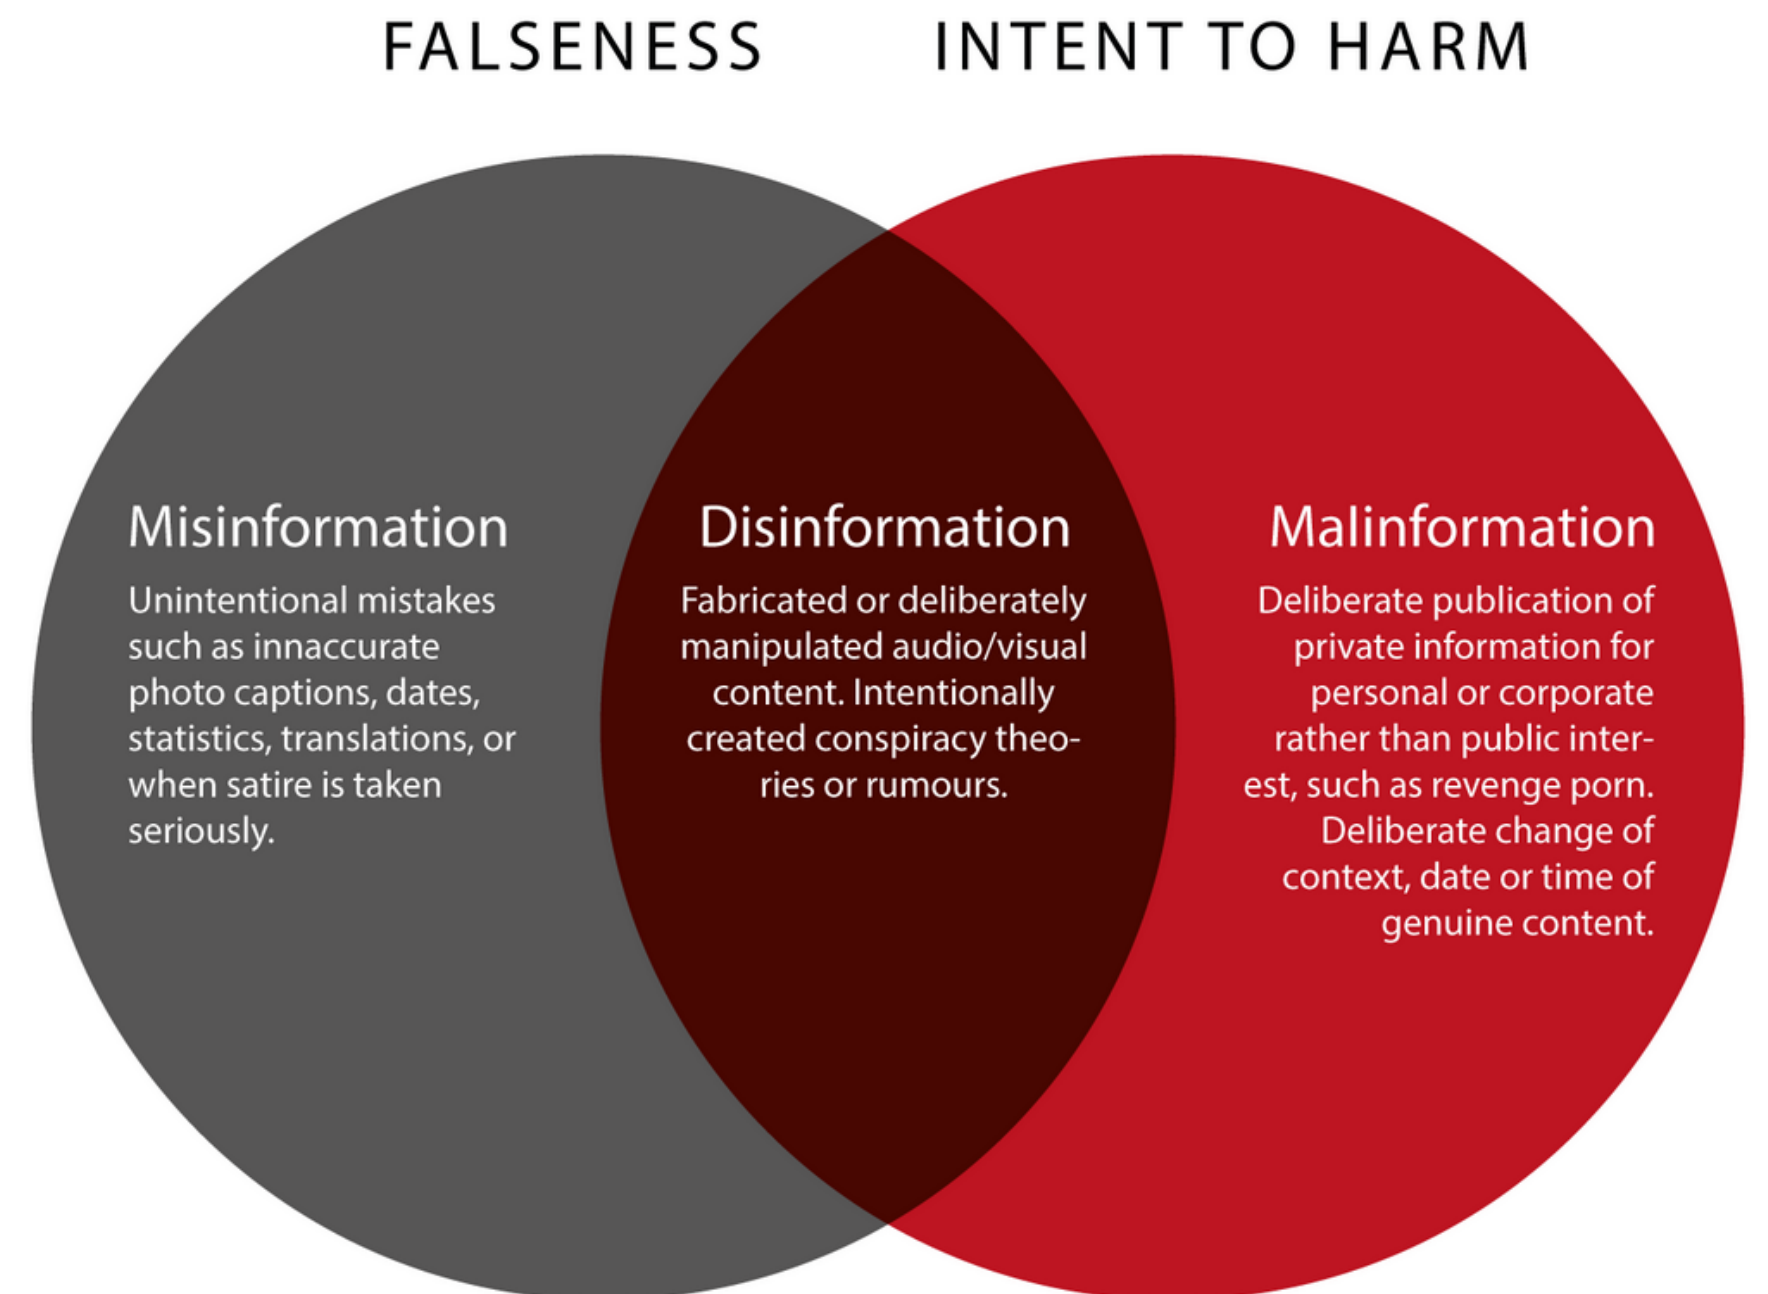 FALSENESS
INTENT TO HARM
Misinformation
Unintentional mistakes
such as innaccurate
photo captions, dates,
statistics, translations, or
when satire is taken
seriously.
Disinformation
Fabricated or deliberately
manipulated audio/visual
content. Intentionally
created conspiracy theo-
ries or rumours.
Malinformation
Deliberate publication of
private information for
personal or corporate
rather than public inter-
est, such as revenge porn.
Deliberate change of
context, date or time of
genuine content.